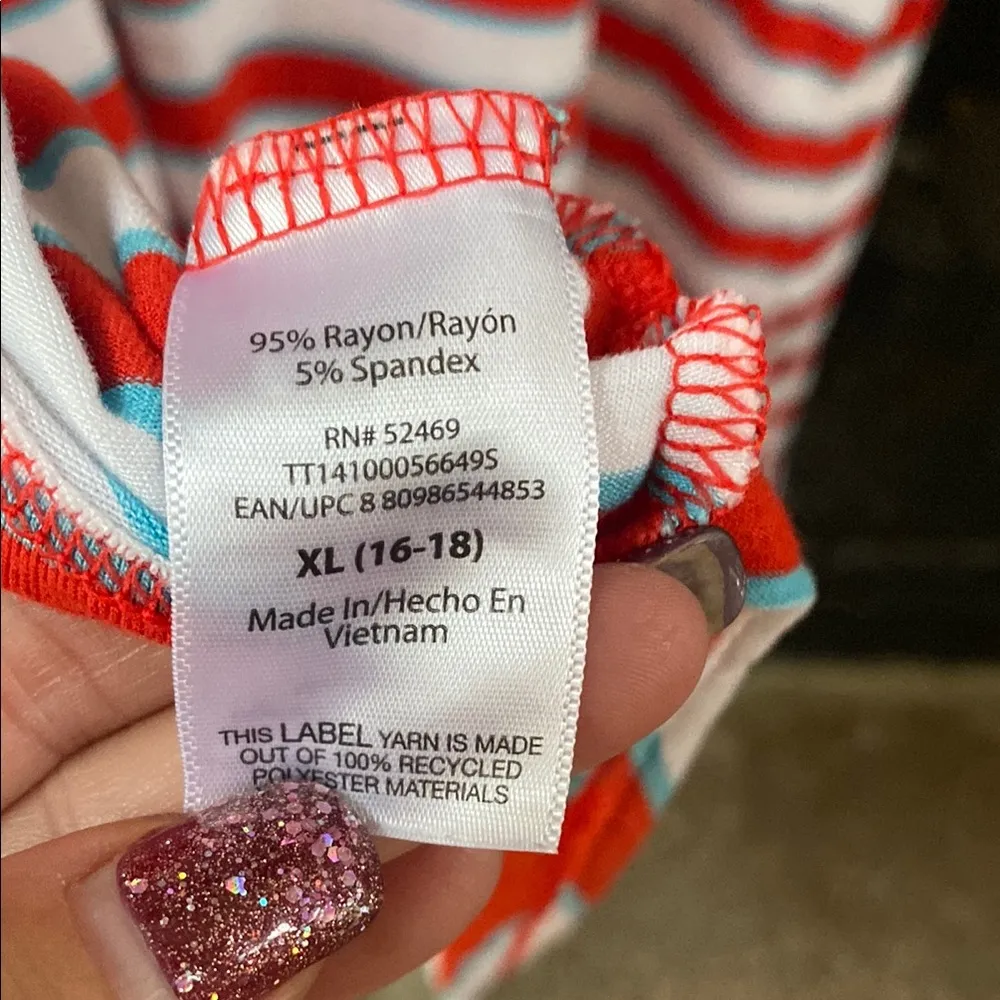 95% Rayon/Rayón
5% Spandex
RN# 52469
TT14100056649S
EAN/UPC 8 80986544853
XL (16-18)
Made In/Hecho En
Vietnam
THIS LABEL YARN IS MADE
OUT OF 100% RECYCLED
POLYESTER MATERIALS